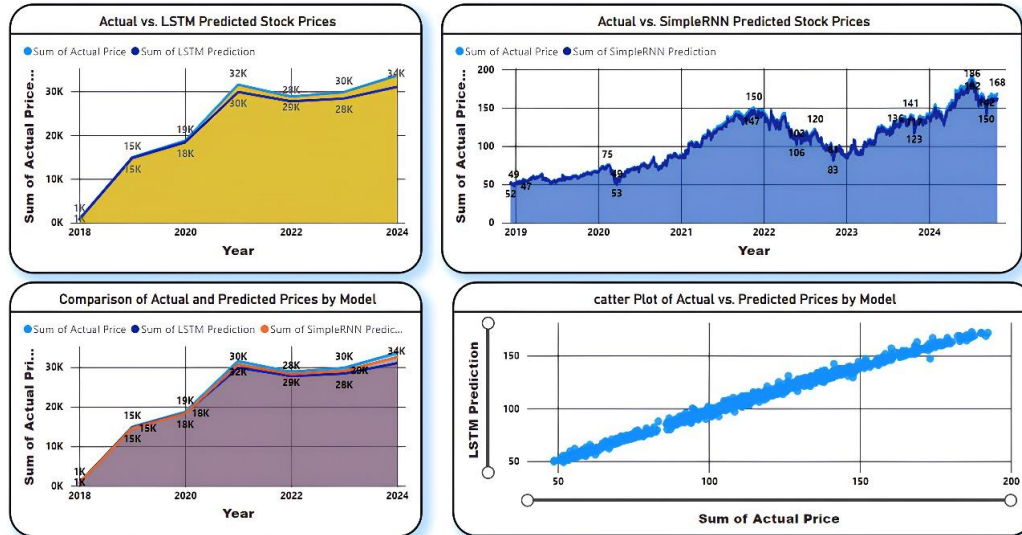 Actual vs. LSTM Predicted Stock Prices
Sum of Actual Price Sum of LSTM Prediction
Sum of Actual Price...
30K
20K
10K
0K
1K
1K
15K
15K
19K
18K
32K
30K
28K
29K
30K
28K
34K
2018 2020 2022 2024
Year
Actual vs. SimpleRNN Predicted Stock Prices
Sum of Actual Price Sum of SimpleRNN Prediction
Sum of Actual Price...
200
150
100
50
0
49
52
47
75
49
53
150
147
102
106
120
83
136
141
123
186
182
168
142
150
2019 2020 2021 2022 2023 2024
Year
Comparison of Actual and Predicted Prices by Model
Sum of Actual Price Sum of LSTM Prediction Sum of SimpleRNN Predic...
Sum of Actual Pri...
30K
20K
10K
0K
1K
1K
15K
15K
15K
19K
18K
18K
30K
32K
28K
29K
30K
29K
28K
34K
2018 2020 2022 2024
Year
catter Plot of Actual vs. Predicted Prices by Model
LSTM Prediction
150
100
50
50 100 150 200
Sum of Actual Price